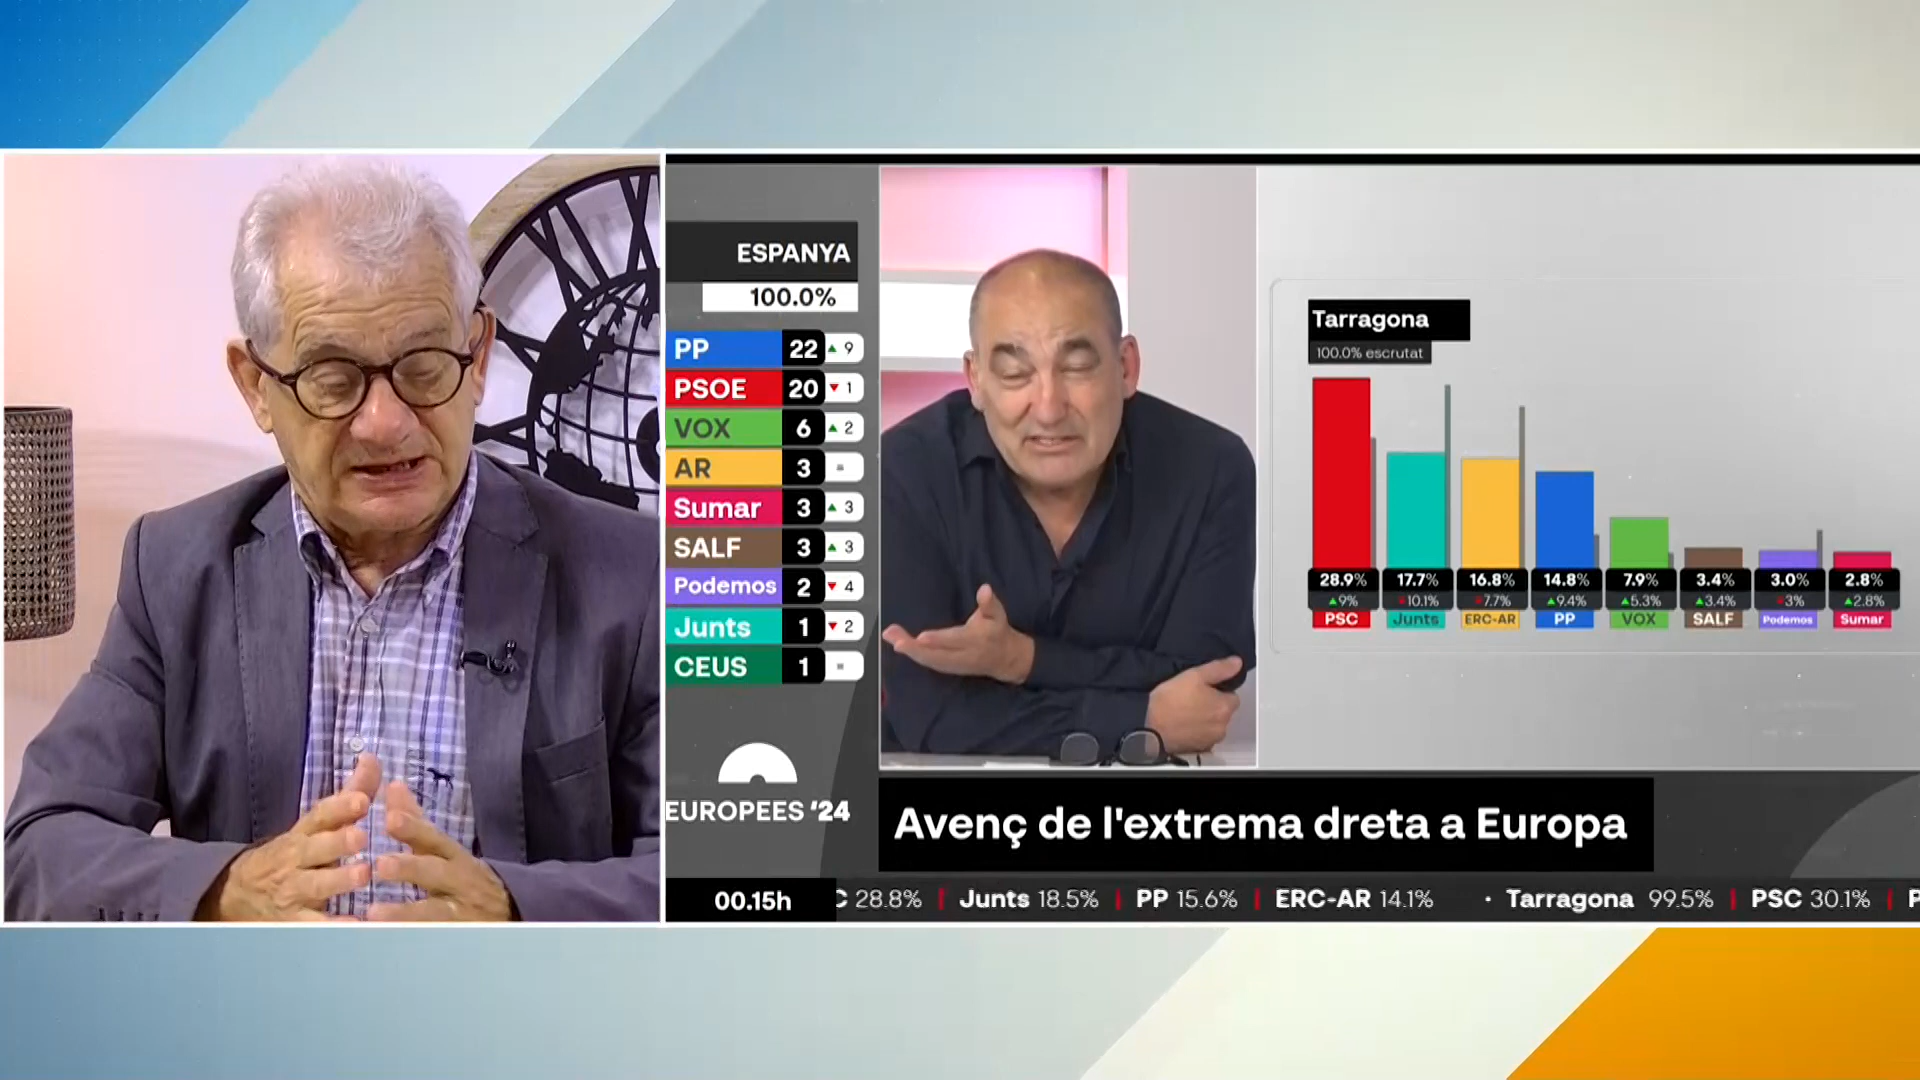 ESPANYA
100.0%
PP 22 ▲ 9
PSOE 20 ▼ 1
VOX 6 ▲ 2
AR 3 =
Sumar 3 ▲ 3
SALF 3 ▲ 3
Podemos 2 ▼ 4
Junts 1 ▼ 2
CEUS 1 =
EUROPEES ‘24
Tarragona
100.0% escrutat
28.9% 17.7% 16.8% 14.8% 7.9% 3.4% 3.0% 2.8%
▲9% ▼10.1% ▼7.7% ▲9.4% ▲5.3% ▲3.4% ▼3% ▲2.8%
PSC Junts ERC-AR PP VOX SALF Podemos Sumar
Avenç de l'extrema dreta a Europa
00.15h C 28.8% | Junts 18.5% | PP 15.6% | ERC-AR 14.1% · Tarragona 99.5% | PSC 30.1% | P